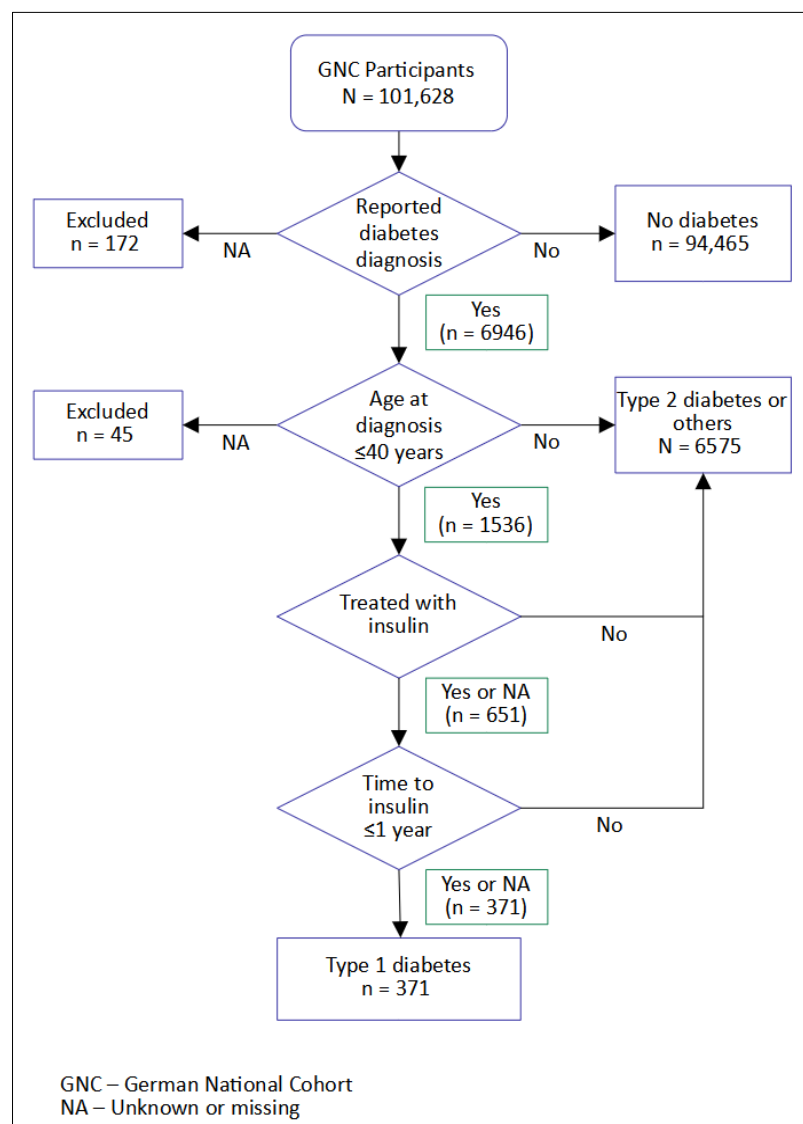 GNC Participants
N = 101,628
Reported
diabetes
diagnosis
Excluded
n = 172
NA
No
No diabetes
n = 94,465
Yes
(n = 6946)
Age at
diagnosis
≤40 years
Excluded
n = 45
NA
No
Type 2 diabetes or
others
N = 6575
Yes
(n = 1536)
Treated with
insulin
No
Yes or NA
(n = 651)
Time to
insulin
≤1 year
No
Yes or NA
(n = 371)
Type 1 diabetes
n = 371
GNC – German National Cohort
NA – Unknown or missing